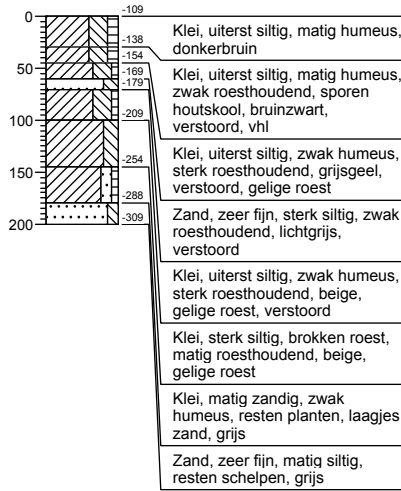 0
50
100
150
200
-109
-138
-154
-169
-179
-209
-254
-288
-309
Klei, uiterst siltig, matig humeus,
donkerbruin
Klei, uiterst siltig, matig humeus,
zwak roesthoudend, sporen
houtskool, bruinzwart,
verstoord, vhl
Klei, uiterst siltig, zwak humeus,
sterk roesthoudend, grijsgeel,
verstoord, gelige roest
Zand, zeer fijn, sterk siltig, zwak
roesthoudend, lichtgrijs,
verstoord
Klei, uiterst siltig, zwak humeus,
sterk roesthoudend, beige,
gelige roest, verstoord
Klei, sterk siltig, brokken roest,
matig roesthoudend, beige,
gelige roest
Klei, matig zandig, zwak
humeus, resten planten, laagjes
zand, grijs
Zand, zeer fijn, matig siltig,
resten schelpen, grijs